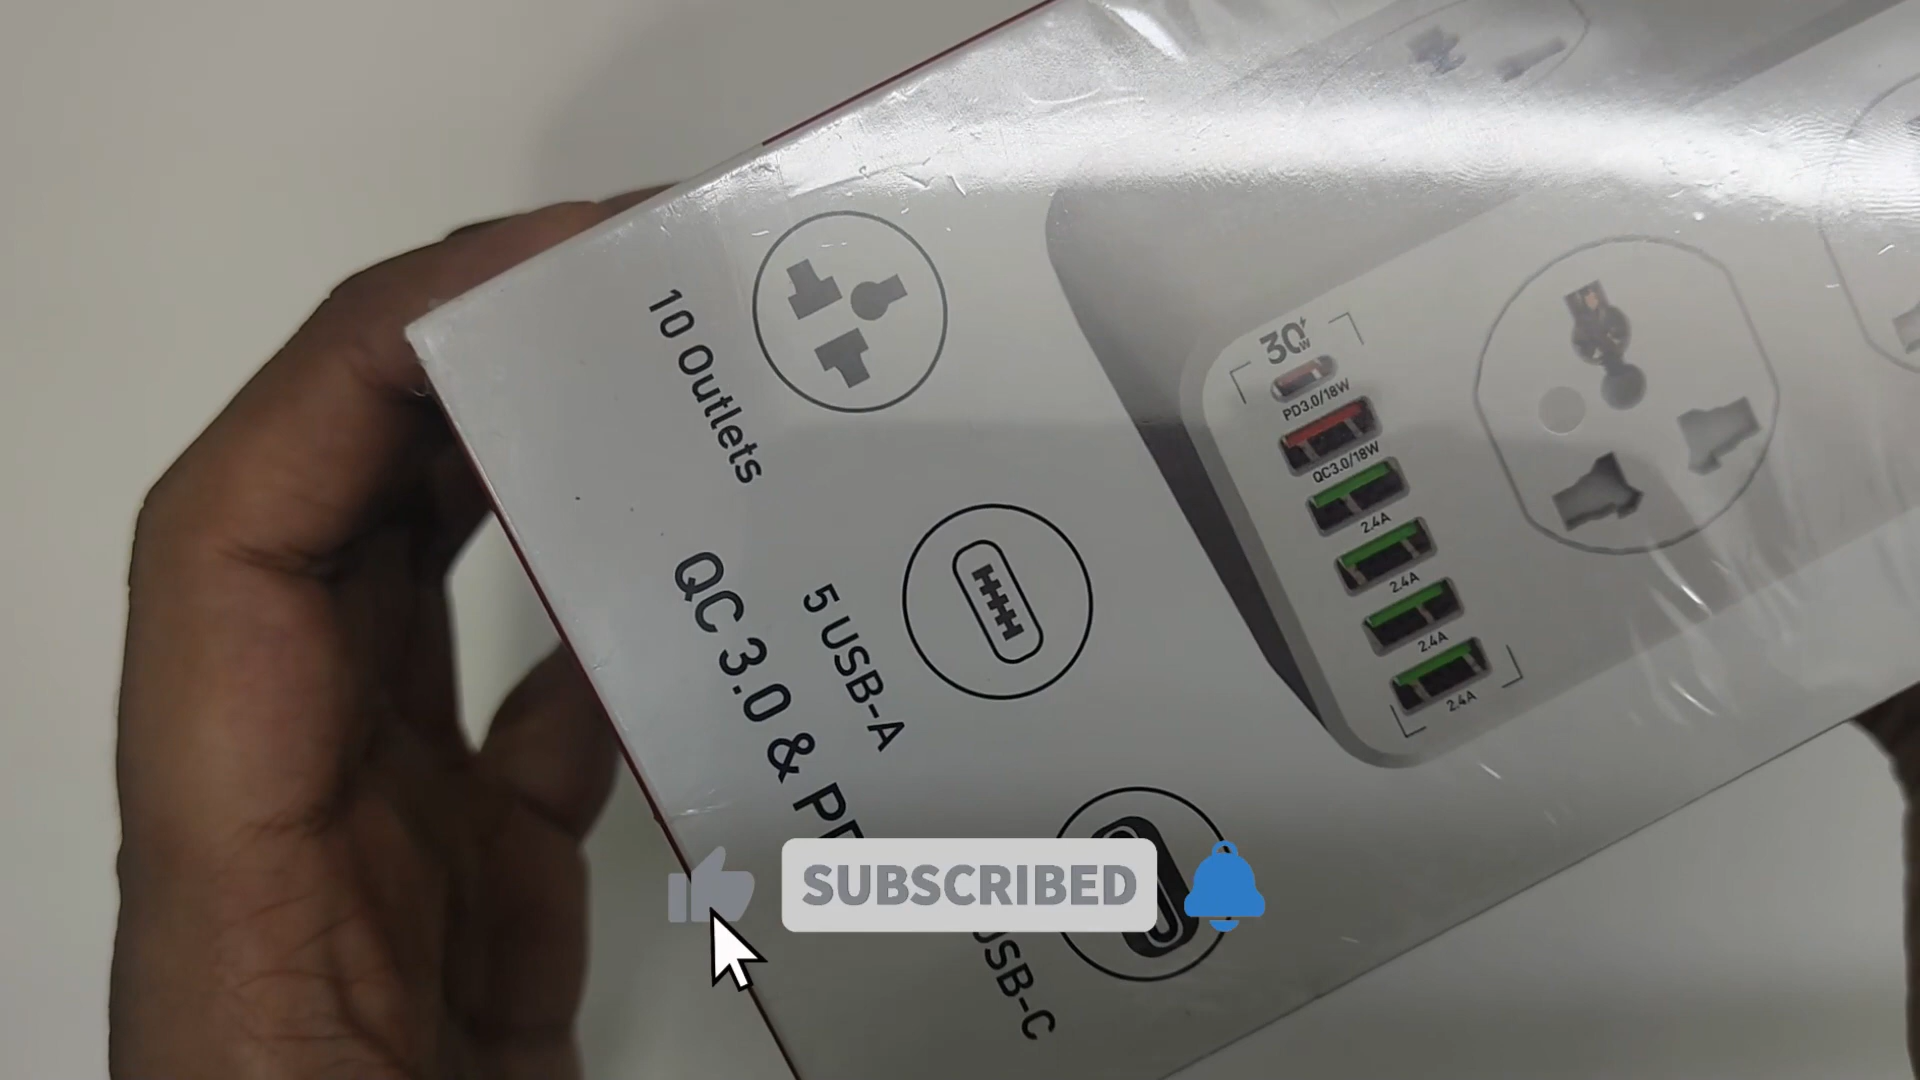 10 Outlets
5 USB-A
QC 3.0 &
USB-C
30W
PD3.0/18W
QC3.0/18W
2.4A
2.4A
2.4A
2.4A
SUBSCRIBED